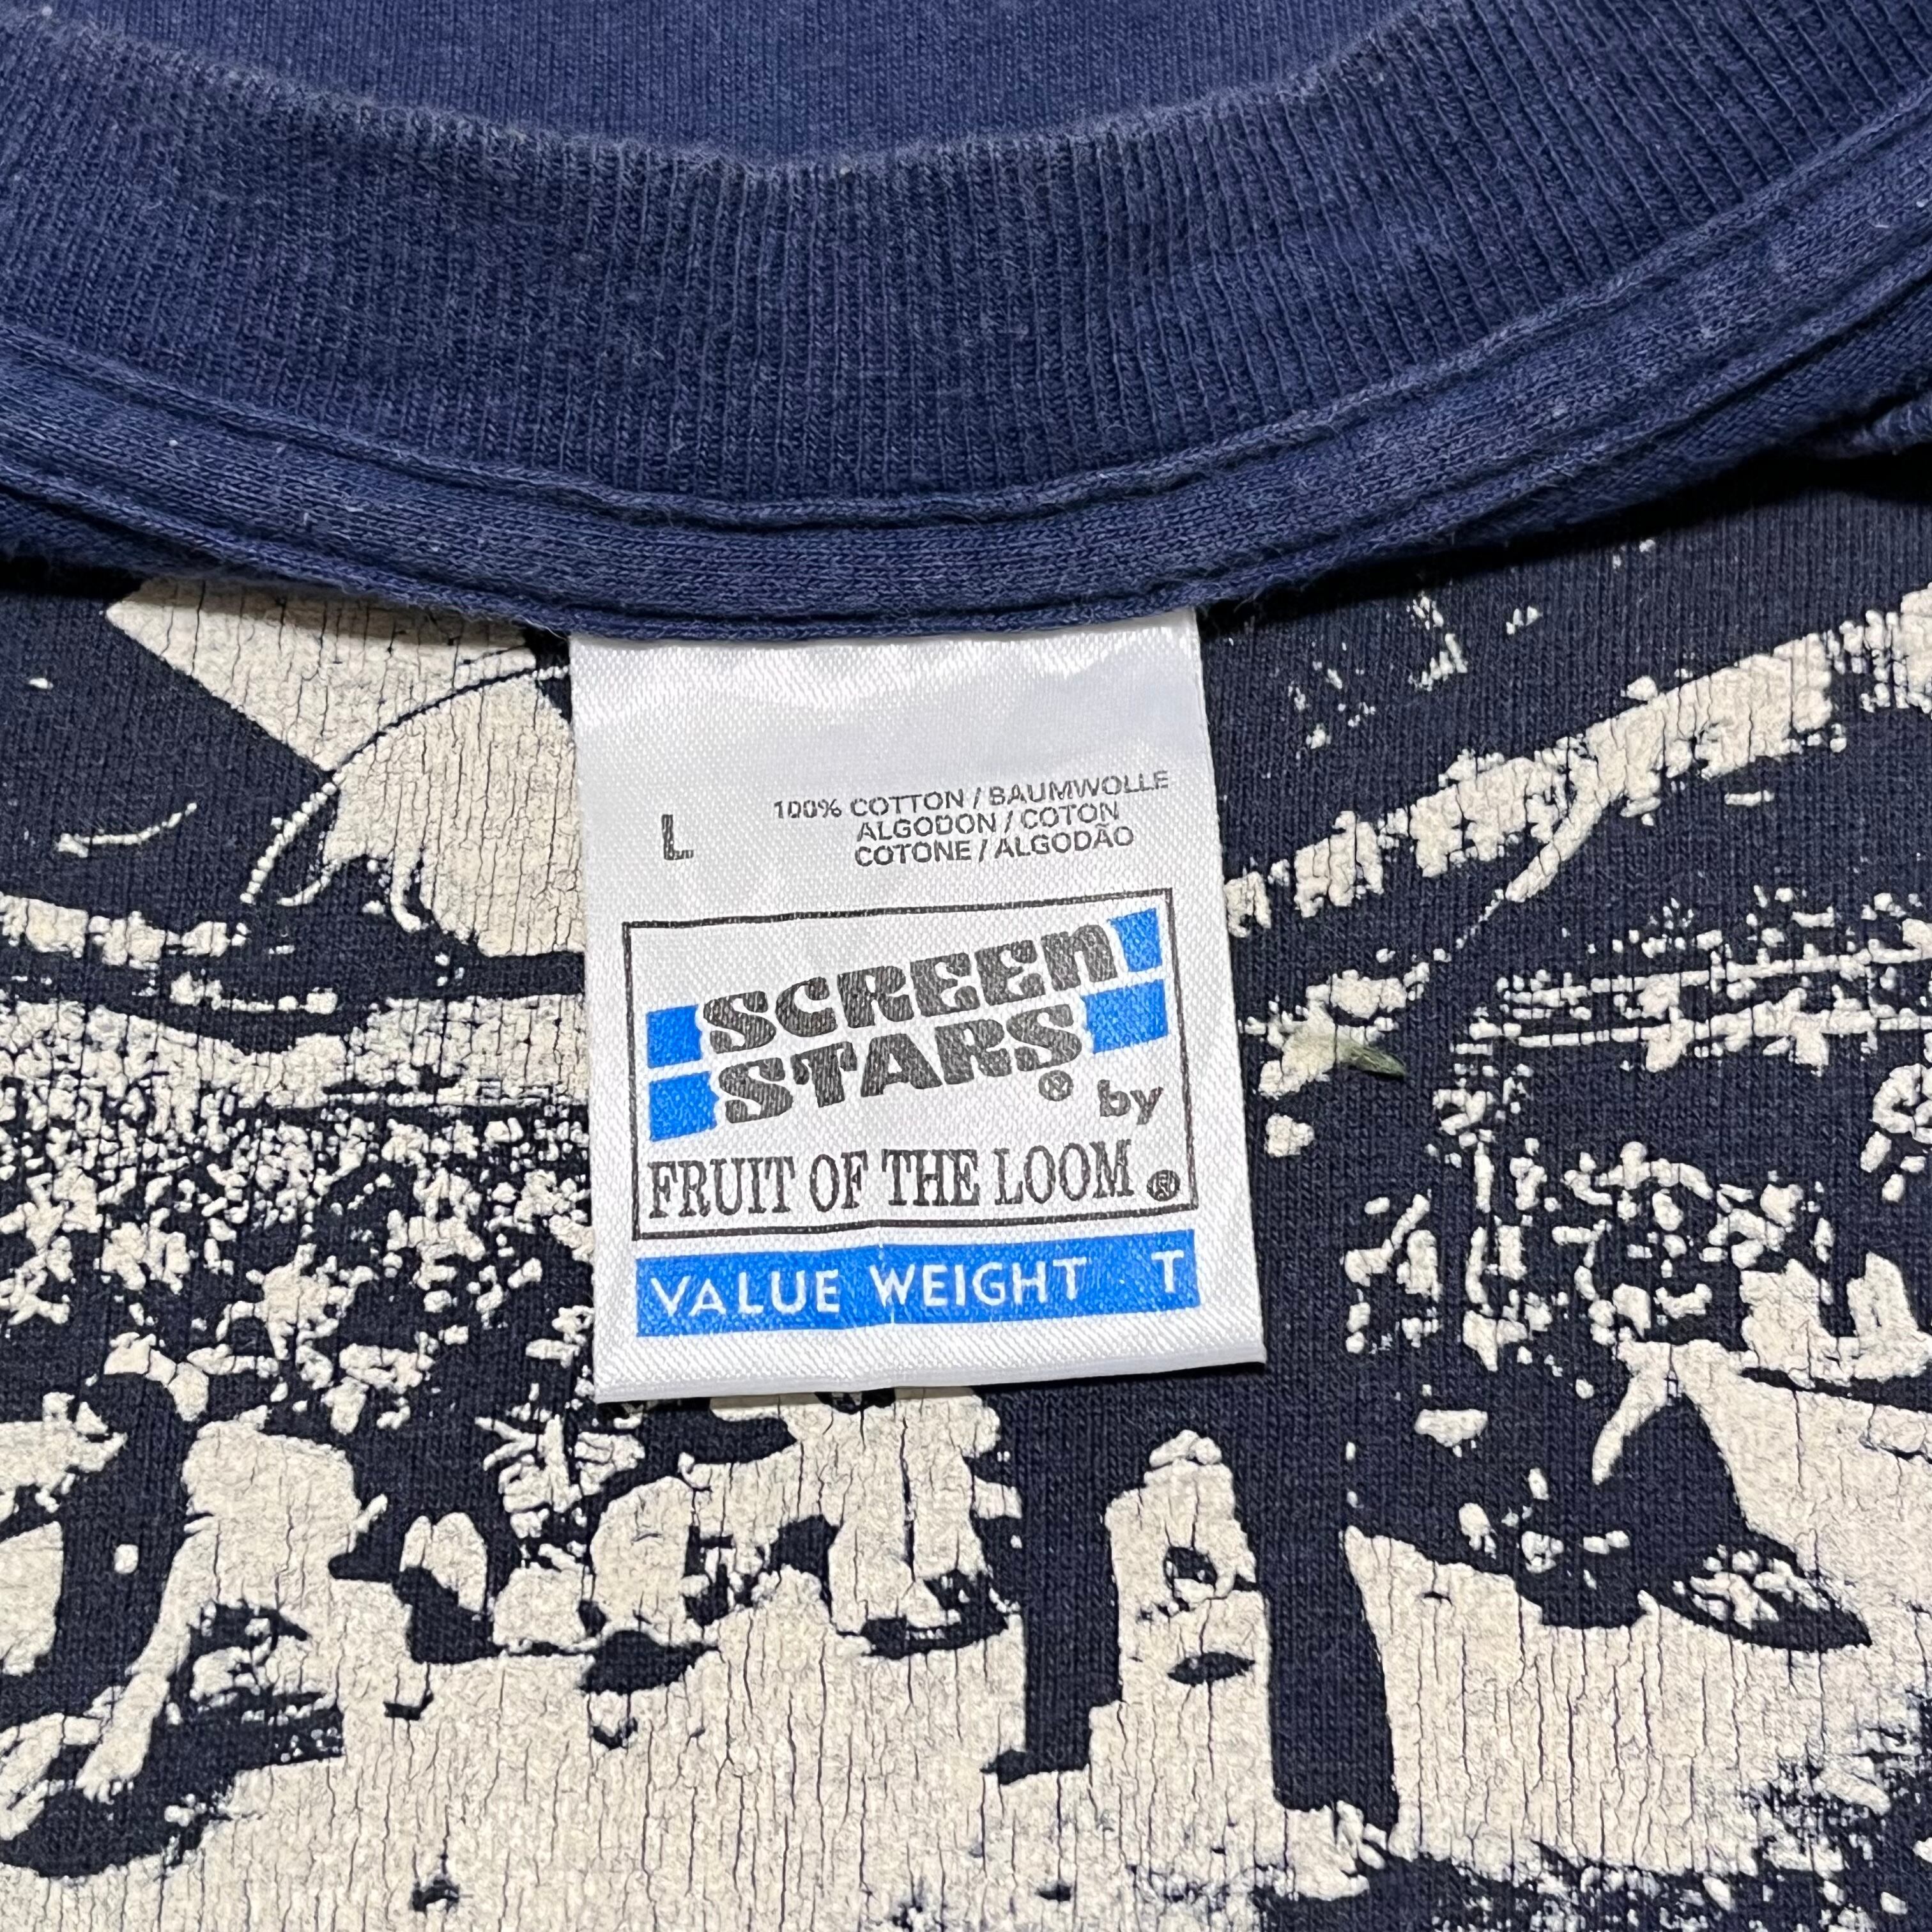 L
100% COTTON / BAUMWOLLE
ALGODON / COTON
COTONE / ALGODÃO
SCREEN
STARS® by
FRUIT OF THE LOOM®
VALUE WEIGHT T